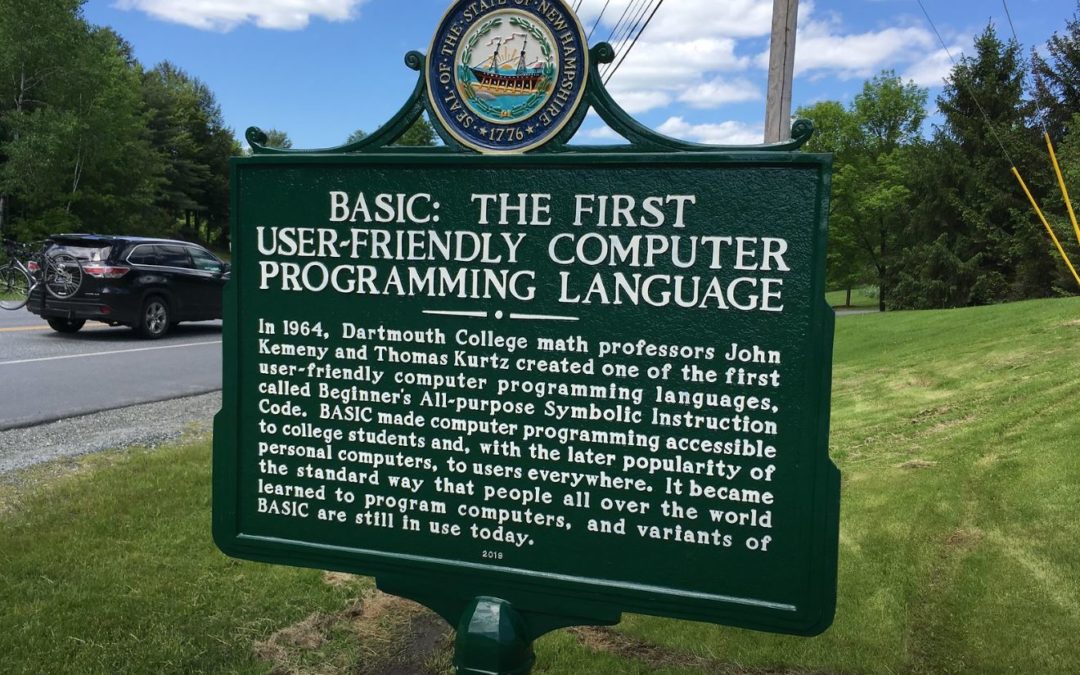 SEAL · OF · THE · STATE · OF · NEW HAMPSHIRE
★ 1776 ★
BASIC: THE FIRST
USER-FRIENDLY COMPUTER
PROGRAMMING LANGUAGE
In 1964, Dartmouth College math professors John
Kemeny and Thomas Kurtz created one of the first
user-friendly computer programming languages,
called Beginner's All-purpose Symbolic Instruction
Code. BASIC made computer programming accessible
to college students and, with the later popularity of
personal computers, to users everywhere. It became
the standard way that people all over the world
learned to program computers, and variants of
BASIC are still in use today.
2018